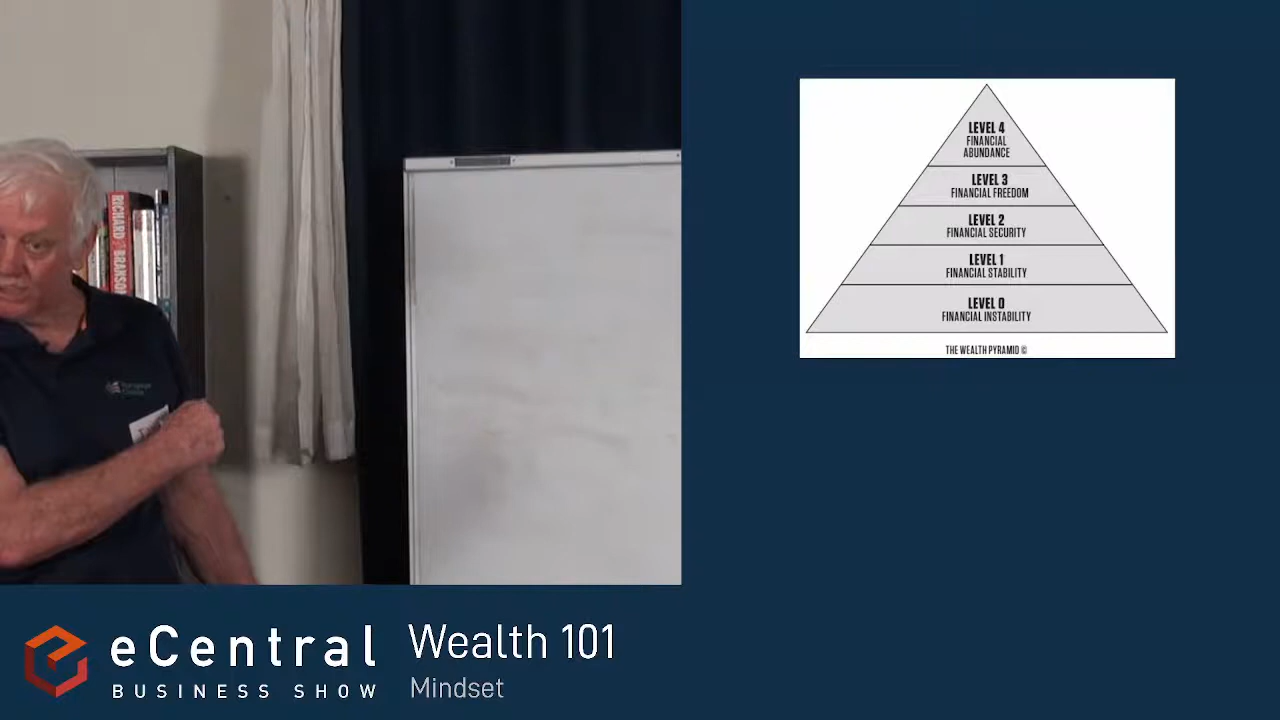 RICHARD
BRANSO
LEVEL 4
FINANCIAL
ABUNDANCE
LEVEL 3
FINANCIAL FREEDOM
LEVEL 2
FINANCIAL SECURITY
LEVEL 1
FINANCIAL STABILITY
LEVEL 0
FINANCIAL INSTABILITY
THE WEALTH PYRAMID ©
eCentral
BUSINESS SHOW
Wealth 101
Mindset